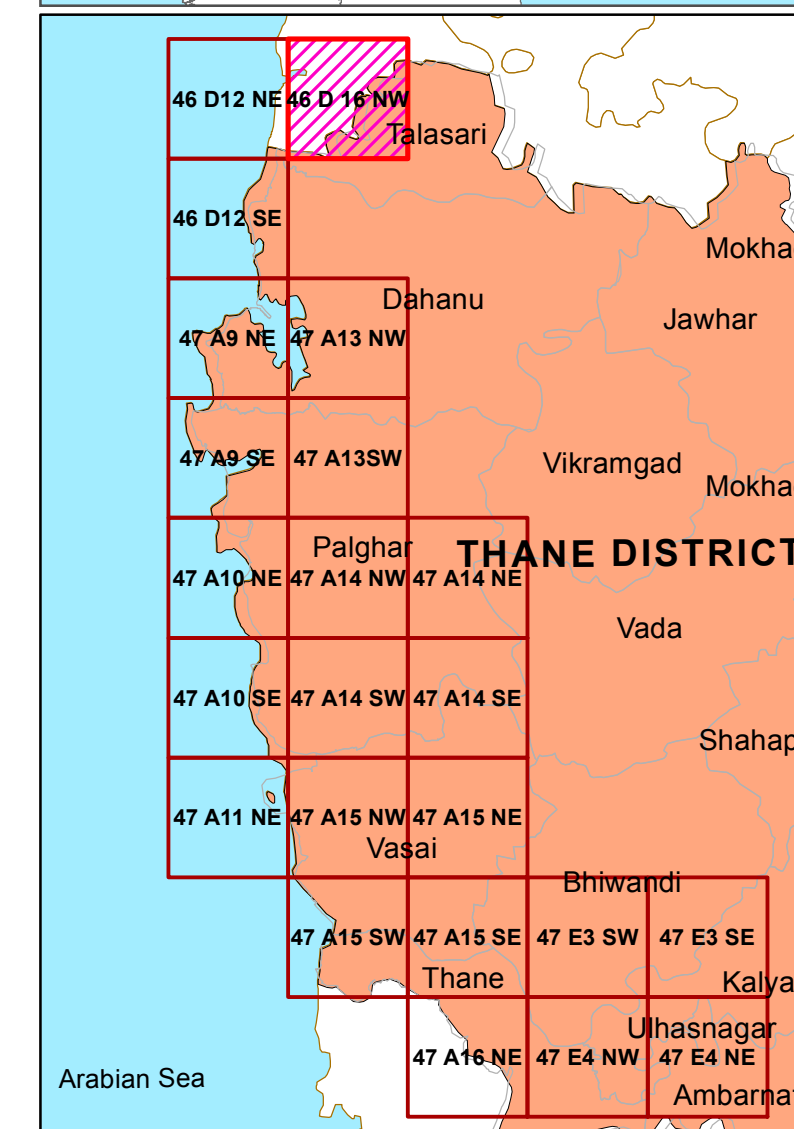 46 D12 NE 46 D 16 NW
Talasari
46 D12 SE
Mokha
Dahanu
Jawhar
47 A9 NE 47 A13 NW
47 A9 SE 47 A13SW
Vikramgad
Mokha
Palghar
THANE DISTRICT
47 A10 NE 47 A14 NW 47 A14 NE
Vada
47 A10 SE 47 A14 SW 47 A14 SE
Shahap
47 A11 NE 47 A15 NW 47 A15 NE
Vasai
Bhiwandi
47 A15 SW 47 A15 SE 47 E3 SW 47 E3 SE
Thane
Kalya
Ulhasnagar
47 A16 NE 47 E4 NW 47 E4 NE
Arabian Sea
Ambarnat